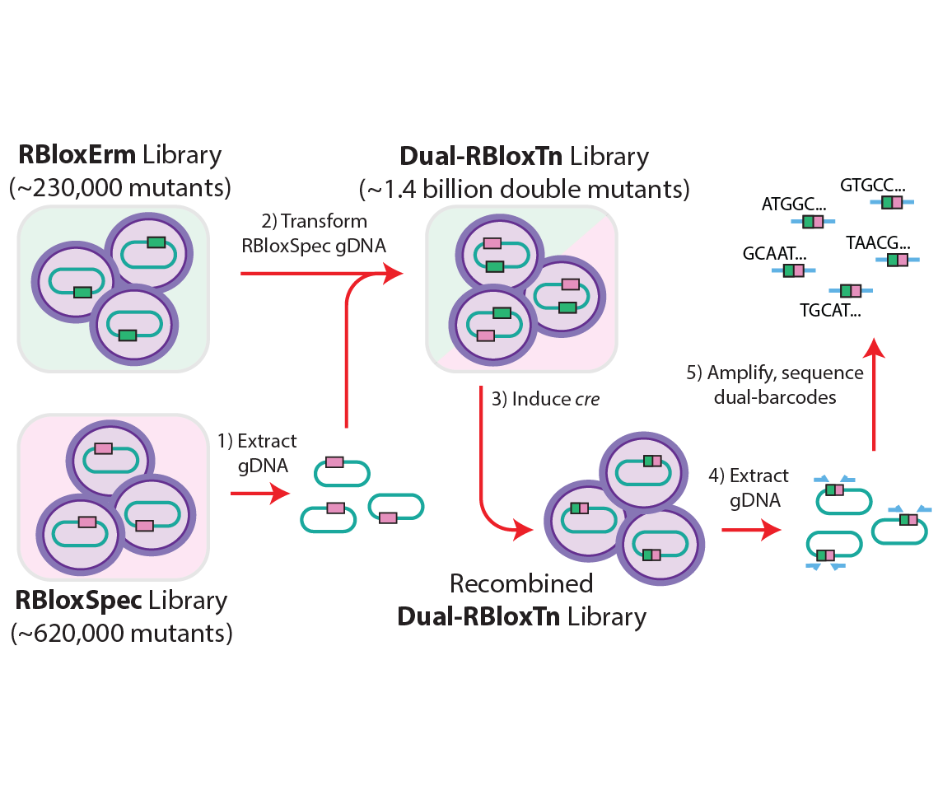 RBloxErm Library
(~230,000 mutants)
2) Transform
RBloxSpec gDNA
Dual-RBloxTn Library
(~1.4 billion double mutants)
GTGCC...
ATGGC...
TAACG...
GCAAT...
TGCAT...
1) Extract
gDNA
RBloxSpec Library
(~620,000 mutants)
3) Induce cre
Recombined
Dual-RBloxTn Library
4) Extract
gDNA
5) Amplify, sequence
dual-barcodes